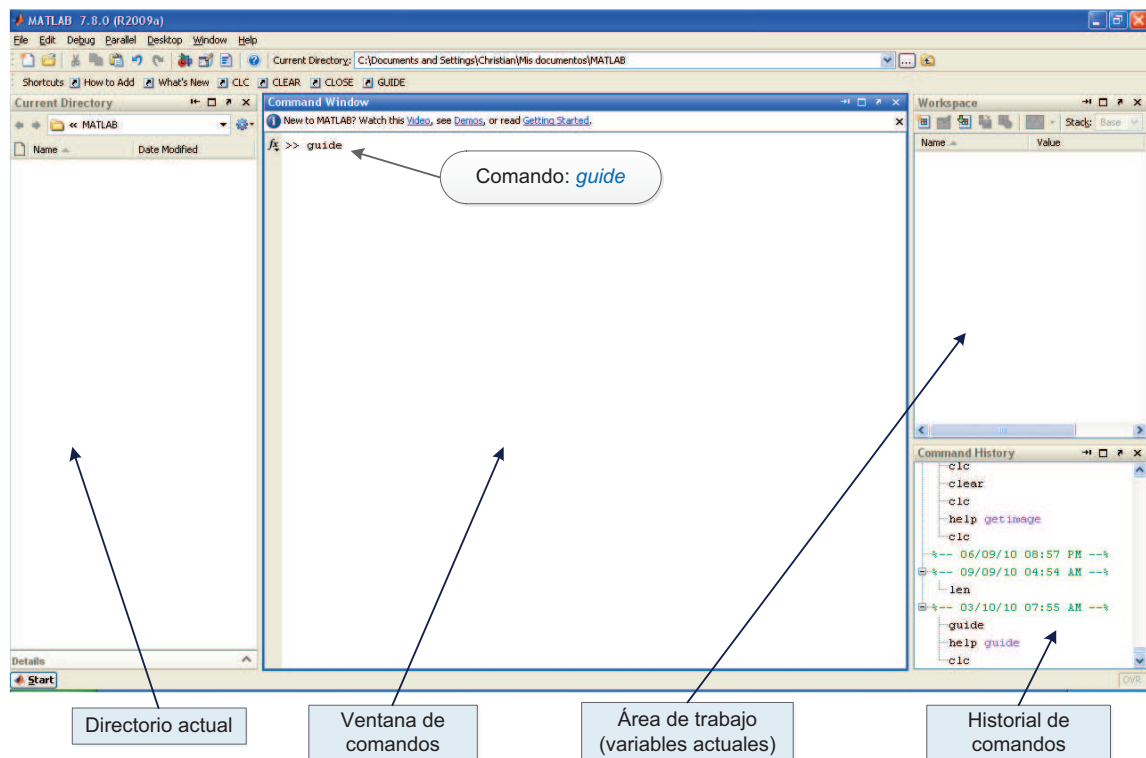 MATLAB 7.8.0 (R2009a)
File Edit Debug Parallel Desktop Window Help
Current Directory: C:\Documents and Settings\Christian\Mis documentos\MATLAB
Shortcuts How to Add What's New CLC CLEAR CLOSE GUIDE
Current Directory
« MATLAB
Name Date Modified
Details
Command Window
New to MATLAB? Watch this Video, see Demos, or read Getting Started.
fx >> guide
Comando: guide
Workspace
Stack: Base
Name Value
Command History
clc
clear
clc
help getimage
clc
%-- 06/09/10 08:57 PM --%
%-- 09/09/10 04:54 AM --%
len
%-- 03/10/10 07:55 AM --%
guide
help guide
clc
Start
OVR
Directorio actual
Ventana de
comandos
Área de trabajo
(variables actuales)
Historial de
comandos